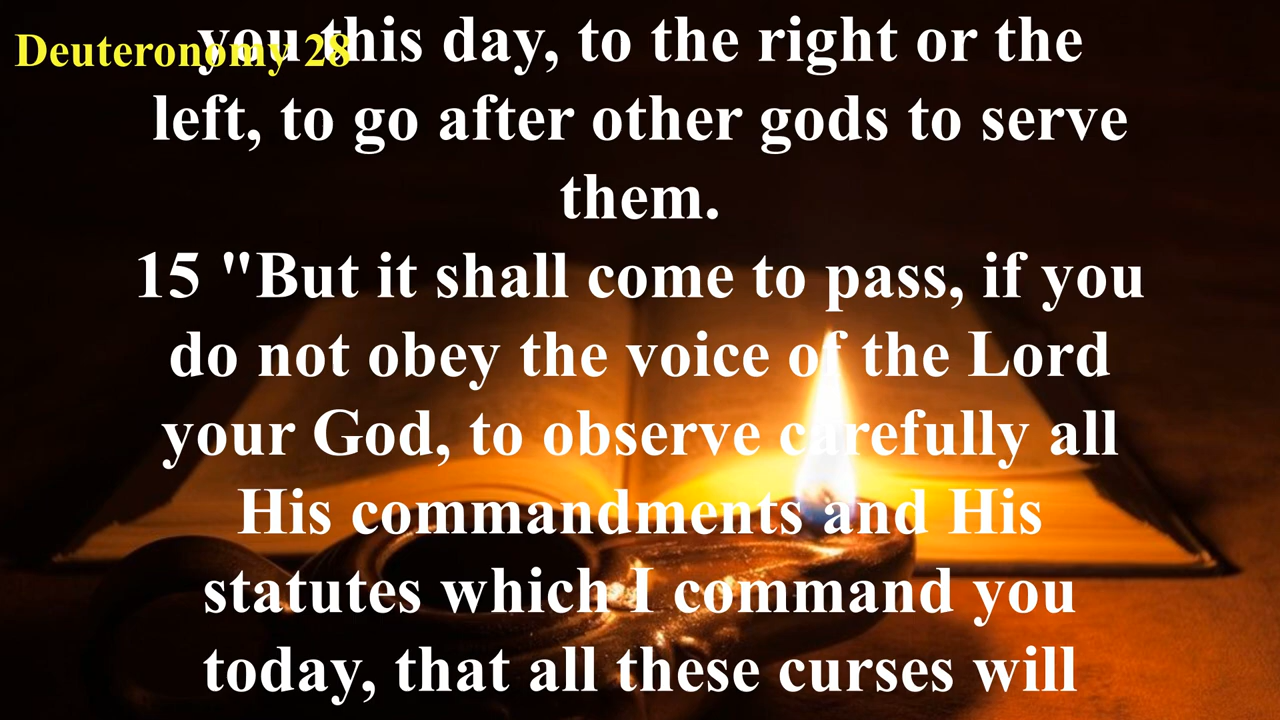 Deuteronomy 28
you this day, to the right or the
left, to go after other gods to serve
them.
15 "But it shall come to pass, if you
do not obey the voice of the Lord
your God, to observe carefully all
His commandments and His
statutes which I command you
today, that all these curses will